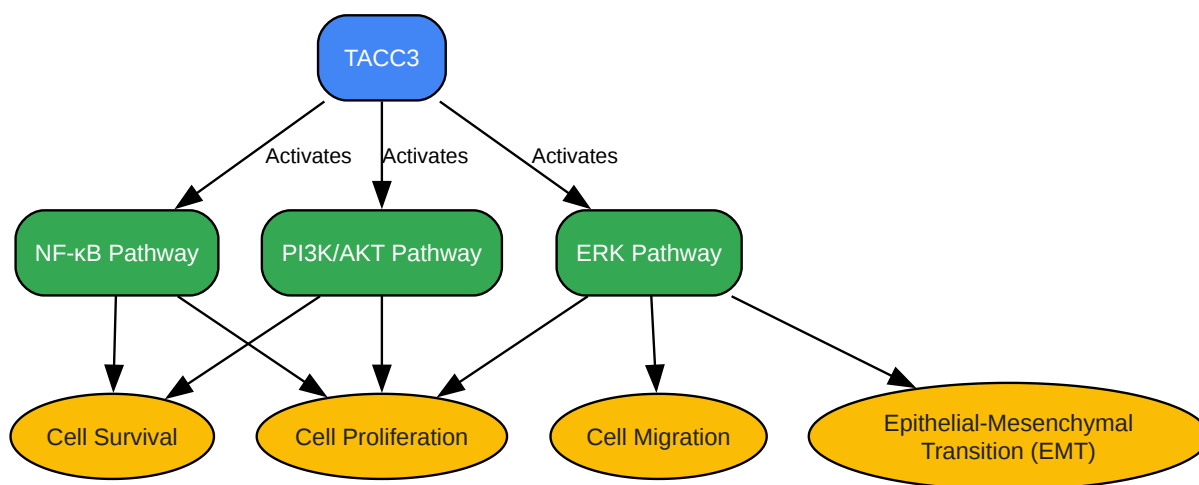 TACC3
Activates
Activates
Activates
NF-κB Pathway
PI3K/AKT Pathway
ERK Pathway
Cell Survival
Cell Proliferation
Cell Migration
Epithelial-Mesenchymal
Transition (EMT)